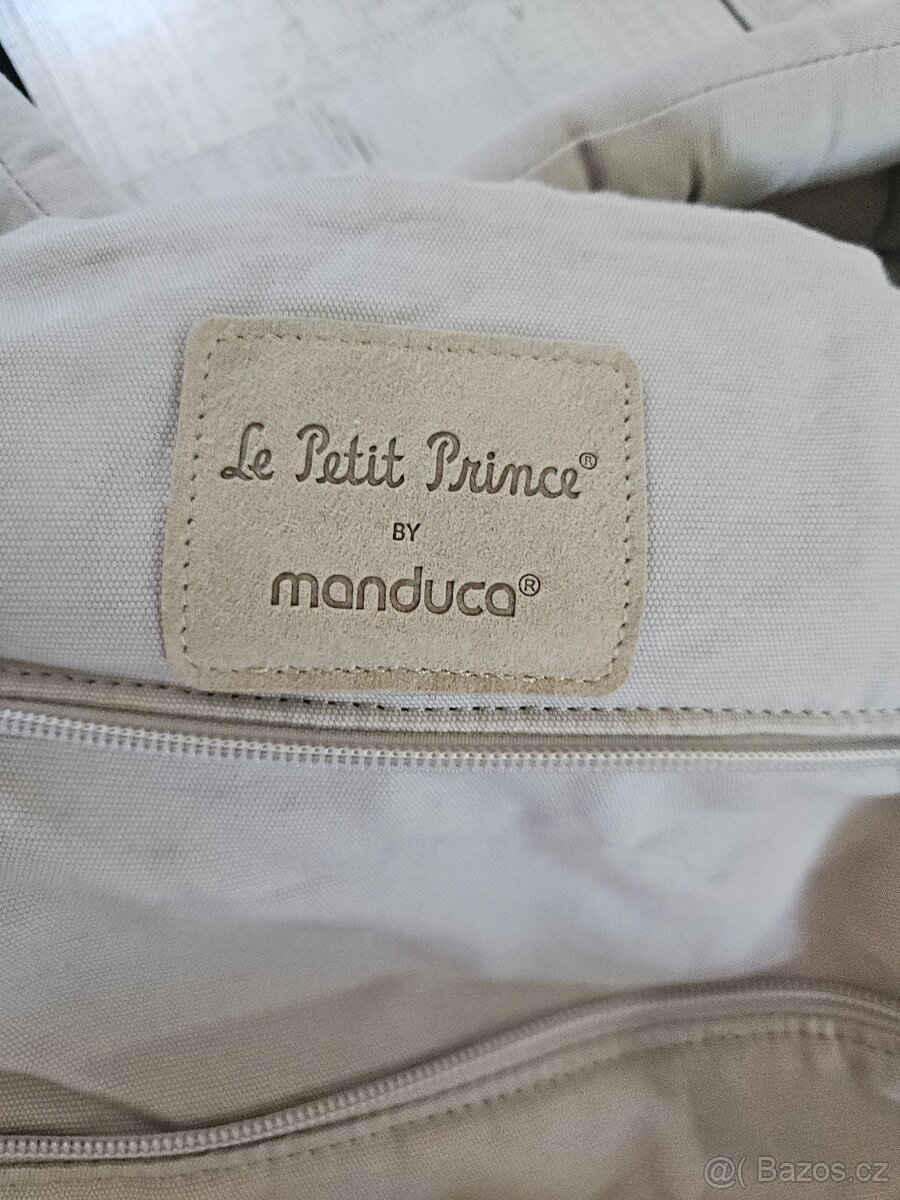 Le Petit Prince®
BY
manduca®
@( Bazos.cz